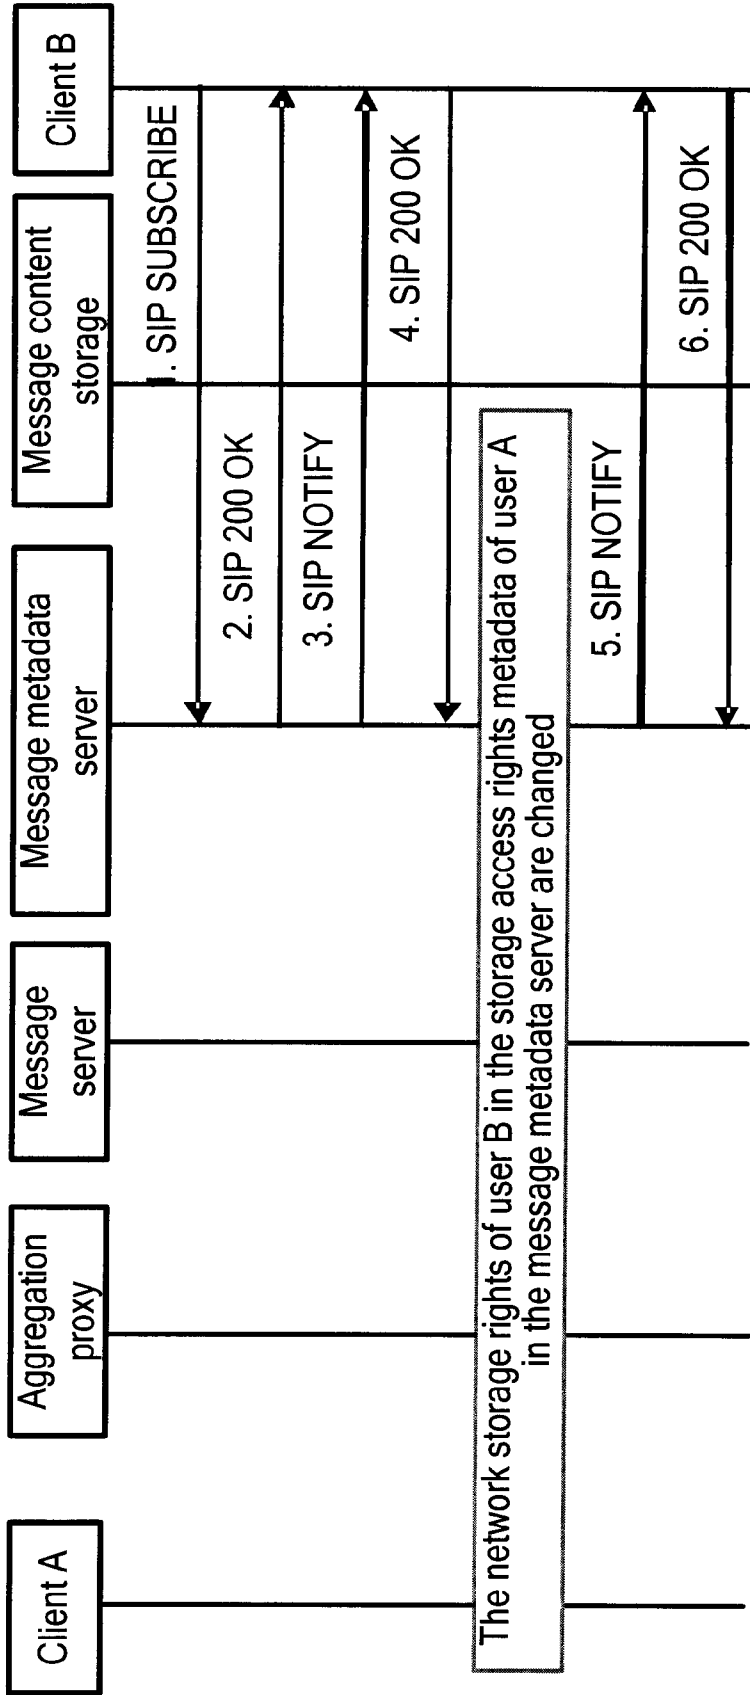 Client A
Aggregation
proxy
Message
server
Message metadata
server
Message content
storage
Client B
1. SIP SUBSCRIBE
2. SIP 200 OK
3. SIP NOTIFY
4. SIP 200 OK
The network storage rights of user B in the storage access rights metadata of user A
in the message metadata server are changed
5. SIP NOTIFY
6. SIP 200 OK